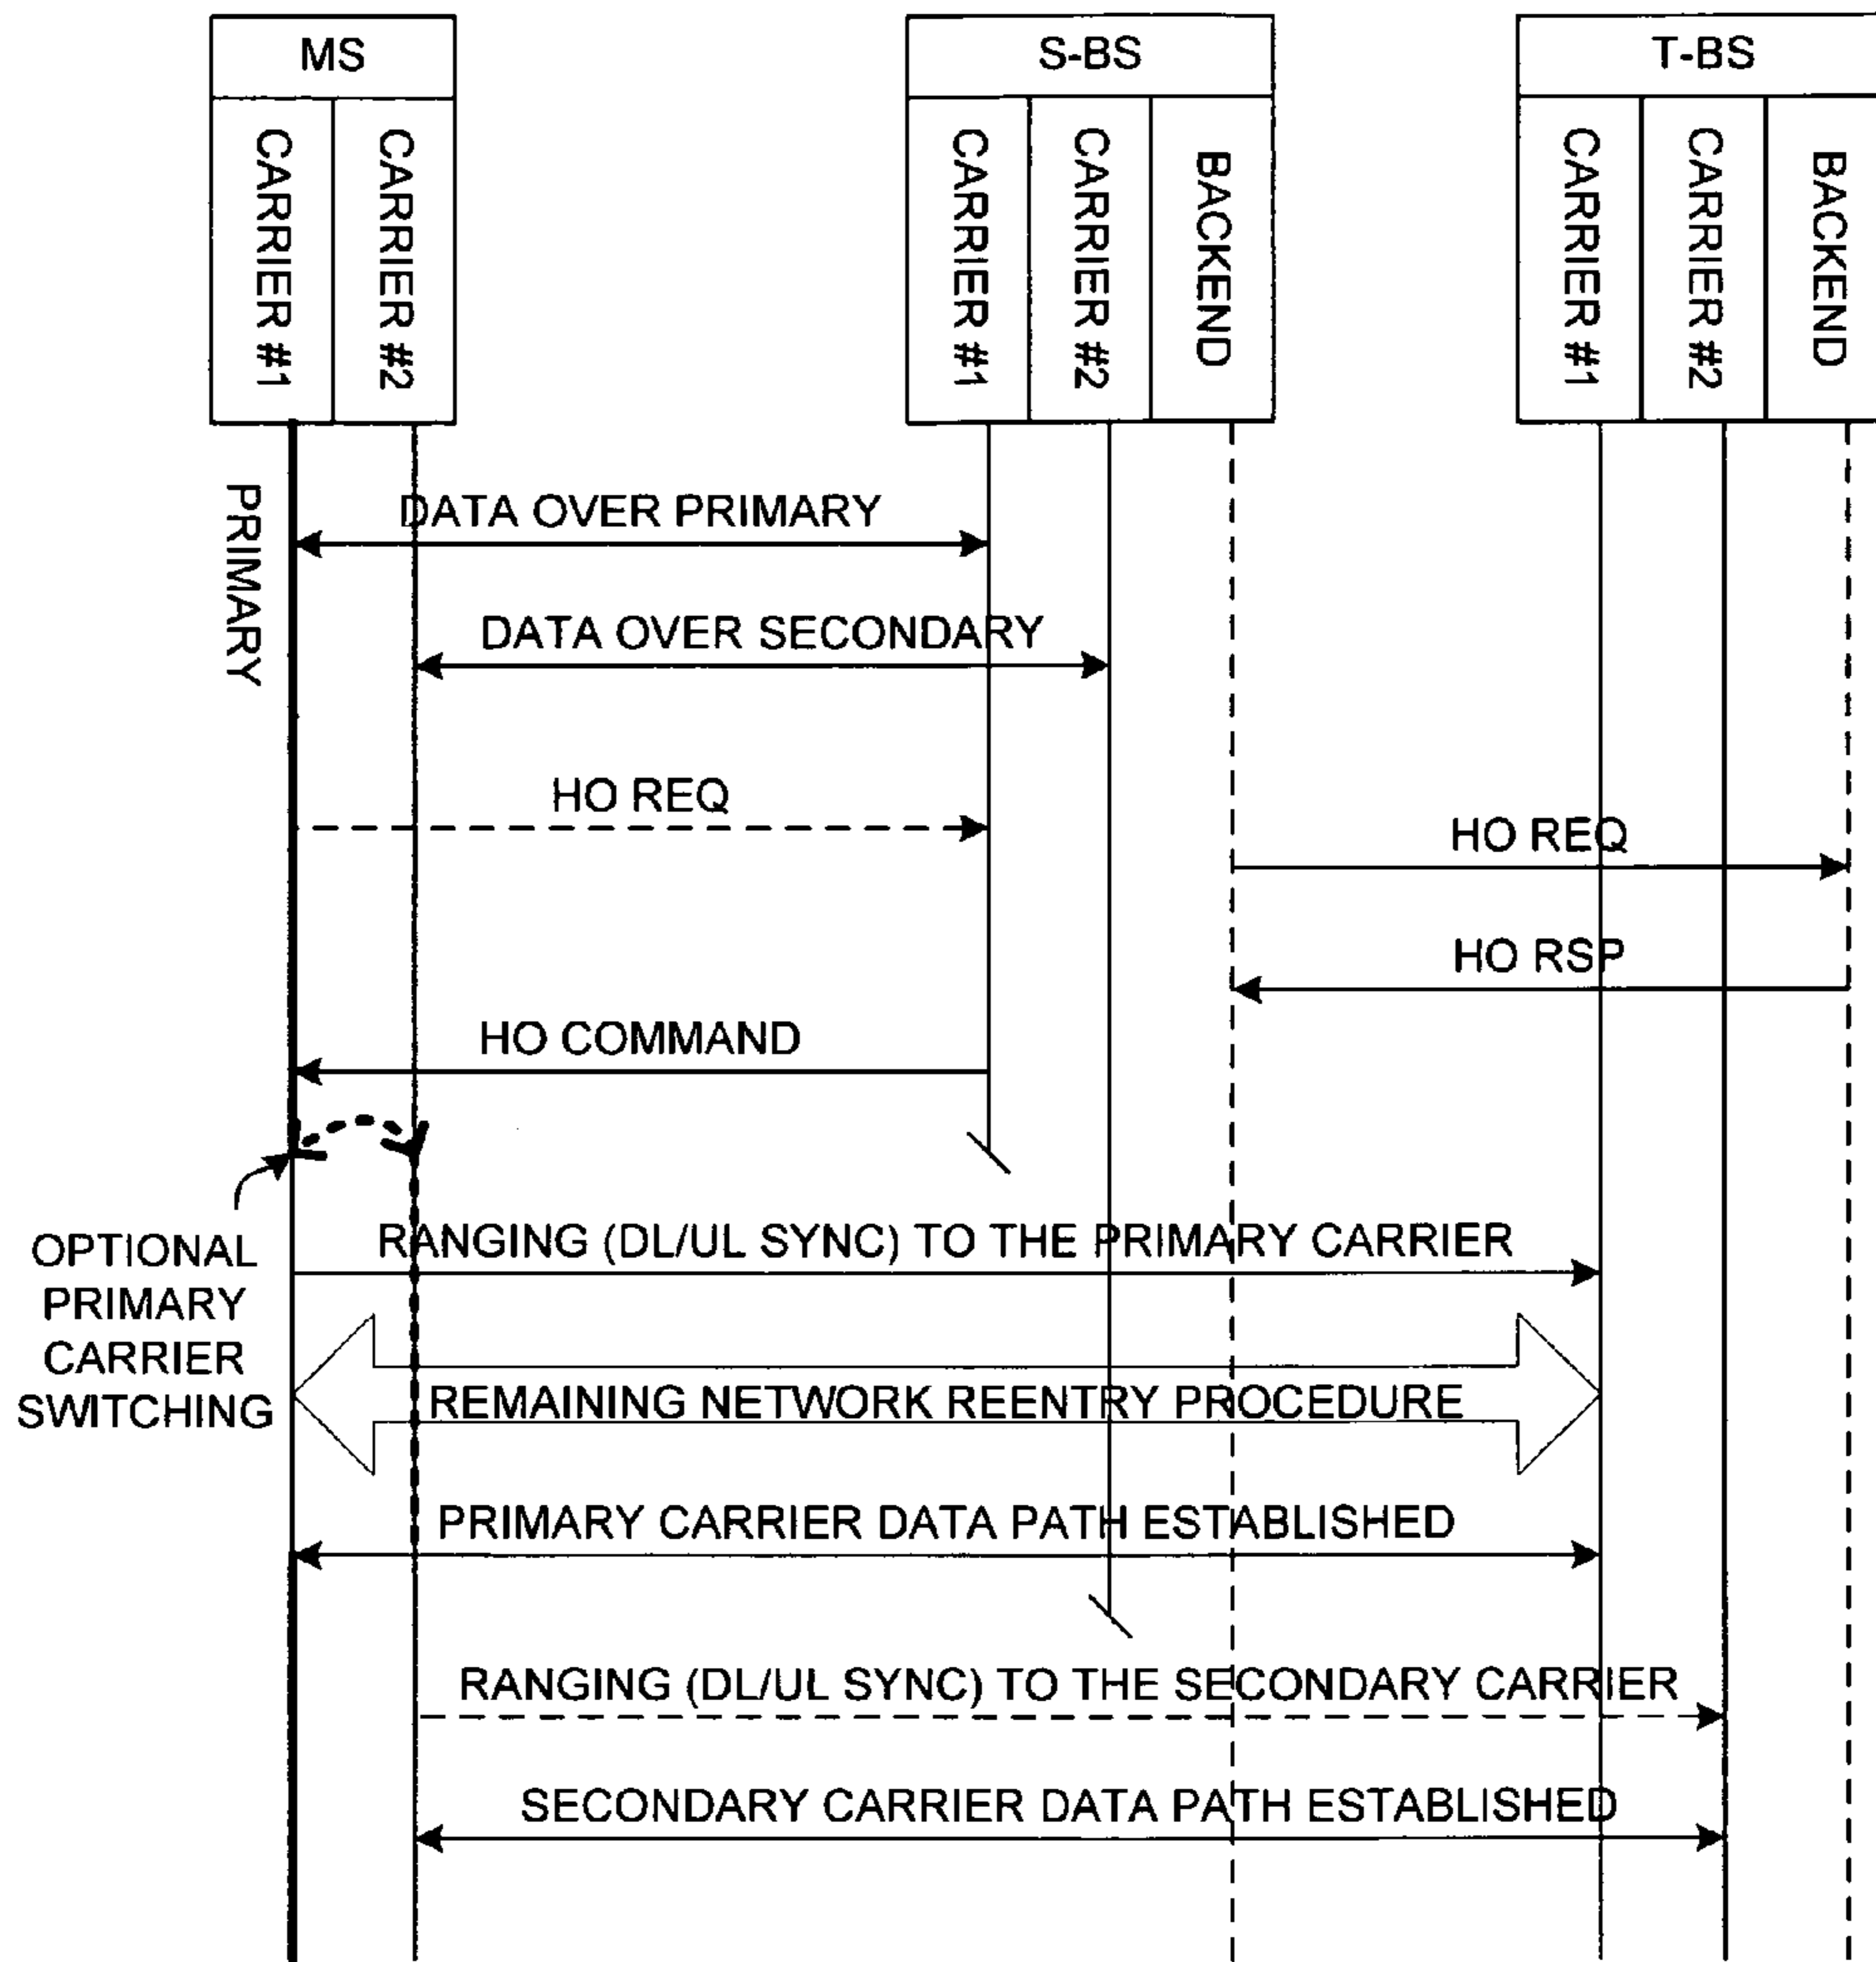 MS
S-BS
T-BS
CARRIER #1
CARRIER #2
CARRIER #1
CARRIER #2
BACKEND
CARRIER #1
CARRIER #2
BACKEND
PRIMARY
DATA OVER PRIMARY
DATA OVER SECONDARY
HO REQ
HO REQ
HO RSP
HO COMMAND
OPTIONAL
PRIMARY
CARRIER
SWITCHING
RANGING (DL/UL SYNC) TO THE PRIMARY CARRIER
REMAINING NETWORK REENTRY PROCEDURE
PRIMARY CARRIER DATA PATH ESTABLISHED
RANGING (DL/UL SYNC) TO THE SECONDARY CARRIER
SECONDARY CARRIER DATA PATH ESTABLISHED